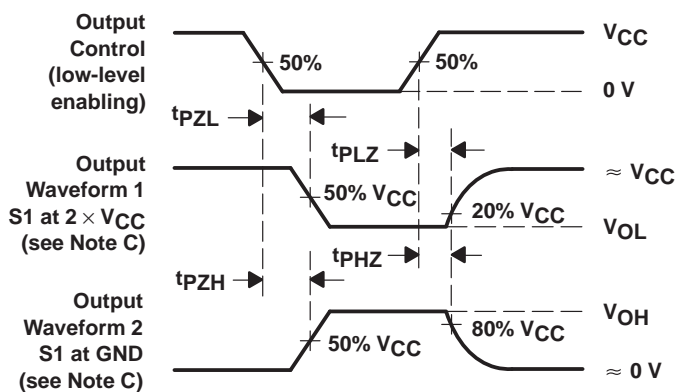 Output
Control
(low-level
enabling)
50%
50%
VCC
0 V
tPZL
tPLZ
Output
Waveform 1
S1 at 2 × VCC
(see Note C)
50% VCC
20% VCC
≈ VCC
VOL
tPZH
tPHZ
Output
Waveform 2
S1 at GND
(see Note C)
50% VCC
80% VCC
VOH
≈ 0 V